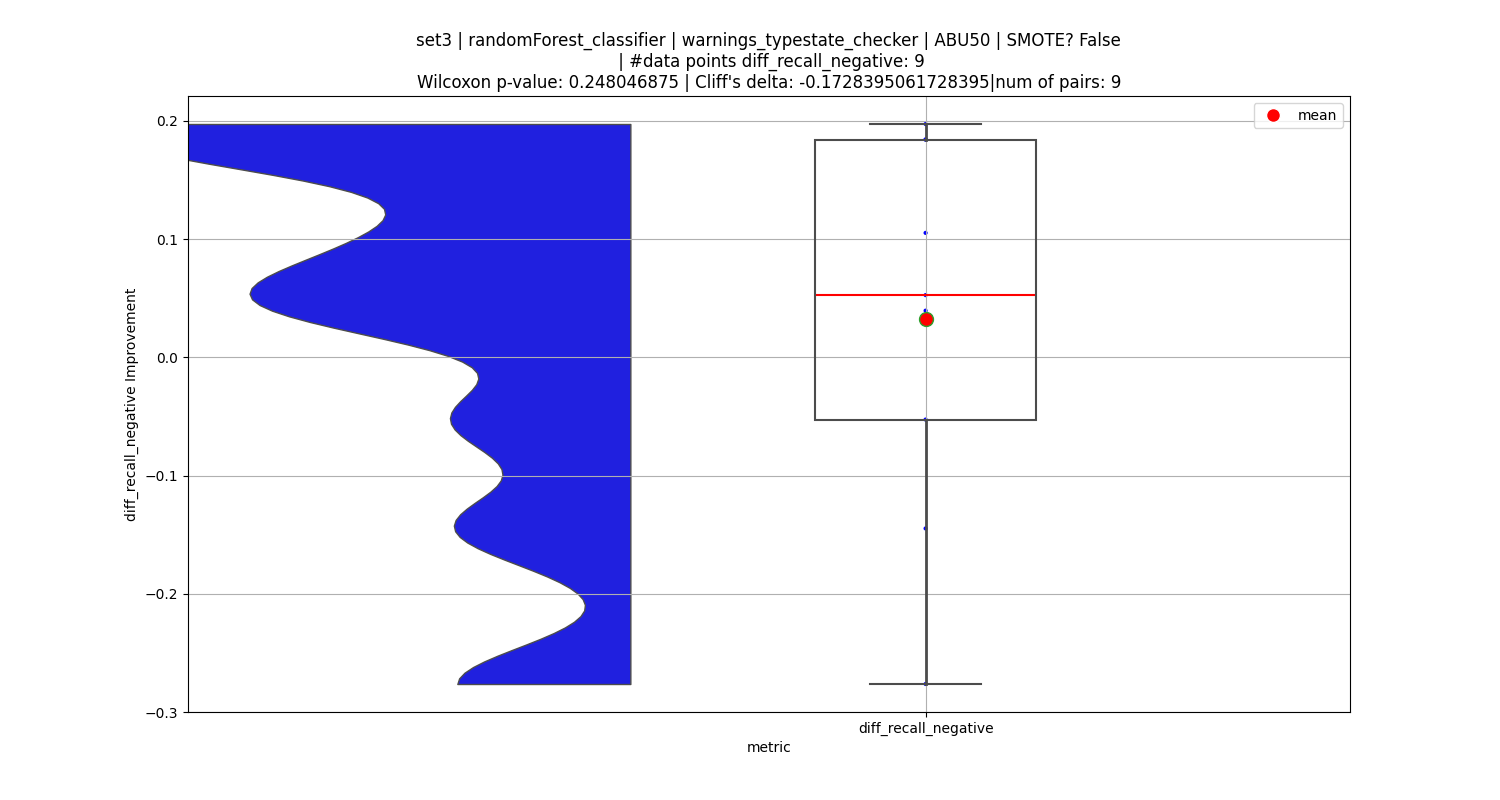 set3 | randomForest_classifier | warnings_typestate_checker | ABU50 | SMOTE? False
| #data points diff_recall_negative: 9
Wilcoxon p-value: 0.248046875 | Cliff's delta: -0.1728395061728395|num of pairs: 9
mean
0.2
0.1
0.0
−0.1
−0.2
−0.3
diff_recall_negative Improvement
diff_recall_negative
metric